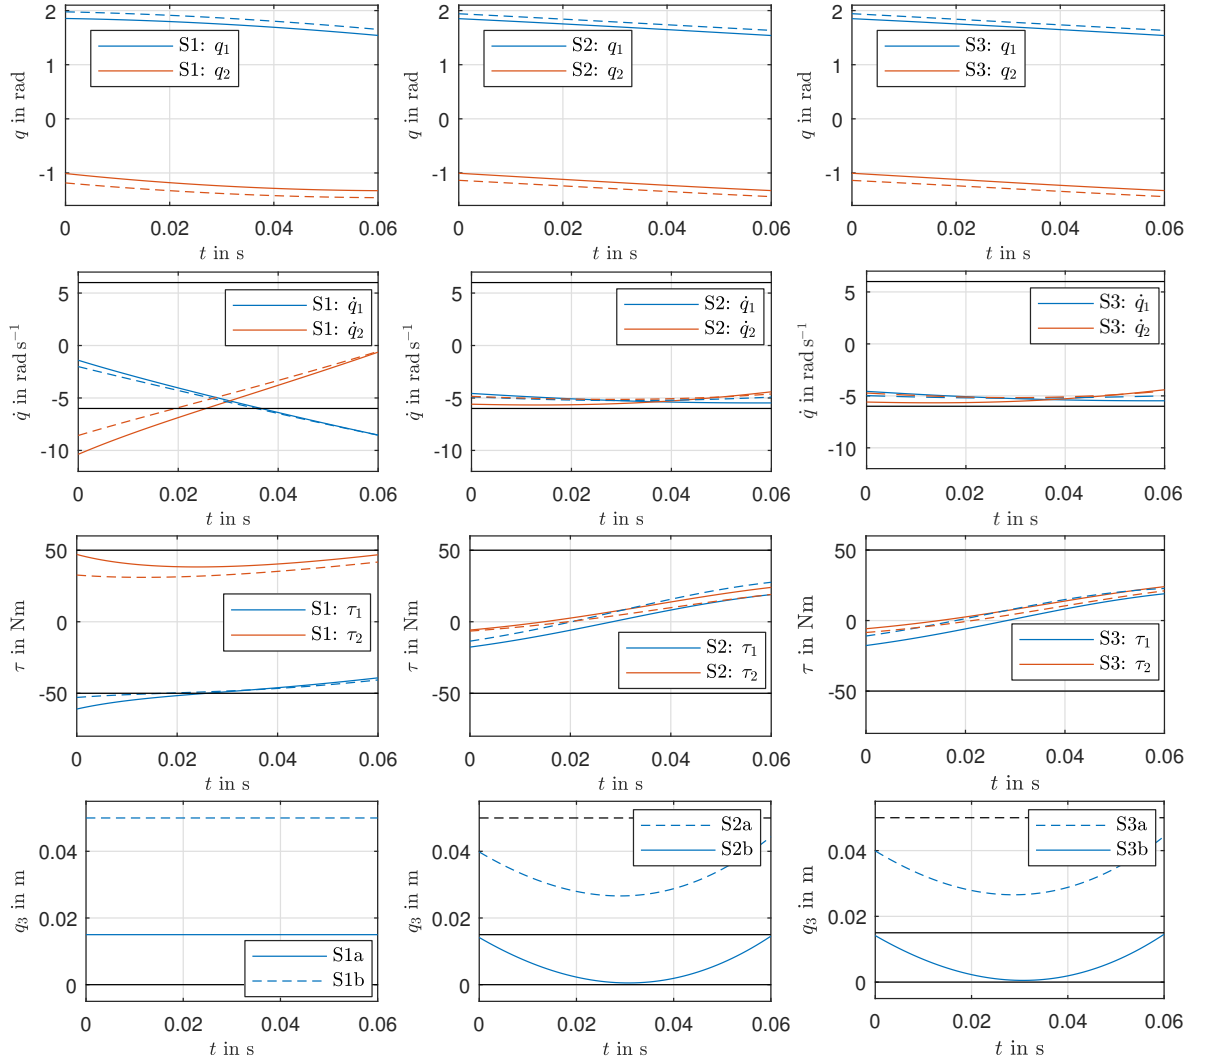 2
1
0
-1
q in rad
S1: q₁
S1: q₂
0 0.02 0.04 0.06
t in s
2
1
0
-1
q in rad
S2: q₁
S2: q₂
0 0.02 0.04 0.06
t in s
2
1
0
-1
q in rad
S3: q₁
S3: q₂
0 0.02 0.04 0.06
t in s
5
0
-5
-10
q̇ in rad s⁻¹
S1: q̇₁
S1: q̇₂
0 0.02 0.04 0.06
t in s
5
0
-5
-10
q̇ in rad s⁻¹
S2: q̇₁
S2: q̇₂
0 0.02 0.04 0.06
t in s
5
0
-5
-10
q̇ in rad s⁻¹
S3: q̇₁
S3: q̇₂
0 0.02 0.04 0.06
t in s
50
0
-50
τ in Nm
S1: τ₁
S1: τ₂
0 0.02 0.04 0.06
t in s
50
0
-50
τ in Nm
S2: τ₁
S2: τ₂
0 0.02 0.04 0.06
t in s
50
0
-50
τ in Nm
S3: τ₁
S3: τ₂
0 0.02 0.04 0.06
t in s
0.04
0.02
0
q₃ in m
S1a
S1b
0 0.02 0.04 0.06
t in s
0.04
0.02
0
q₃ in m
S2a
S2b
0 0.02 0.04 0.06
t in s
0.04
0.02
0
q₃ in m
S3a
S3b
0 0.02 0.04 0.06
t in s